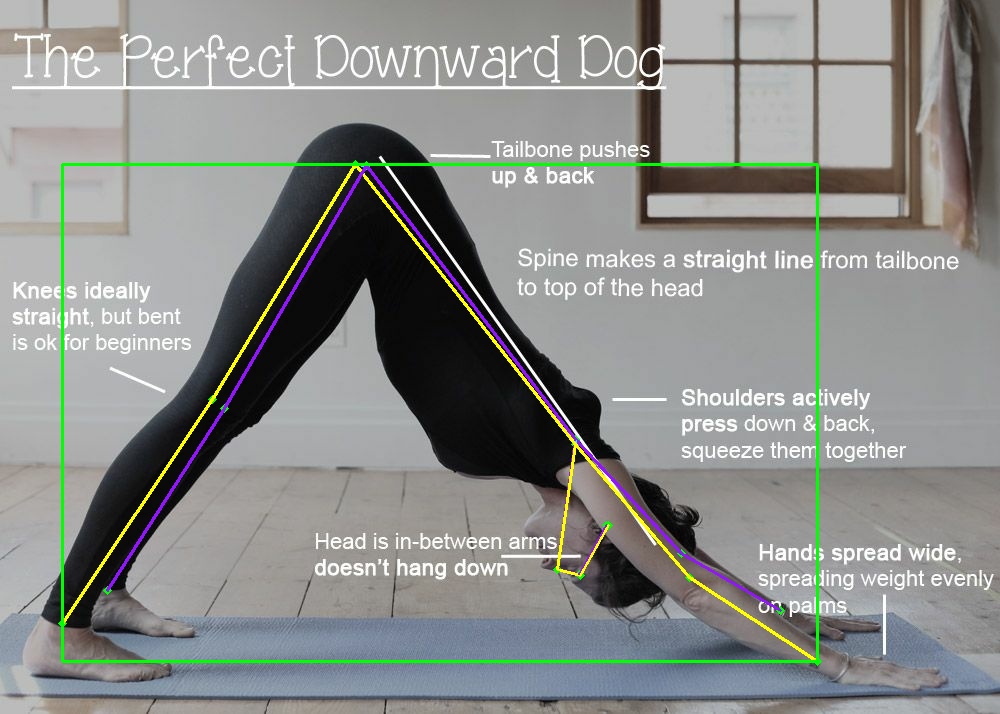 The Perfect Downward Dog
Tailbone pushes
up & back
Spine makes a straight line from tailbone
to top of the head
Knees ideally
straight, but bent
is ok for beginners
Shoulders actively
press down & back,
squeeze them together
Head is in-between arms,
doesn't hang down
Hands spread wide,
spreading weight evenly
on palms